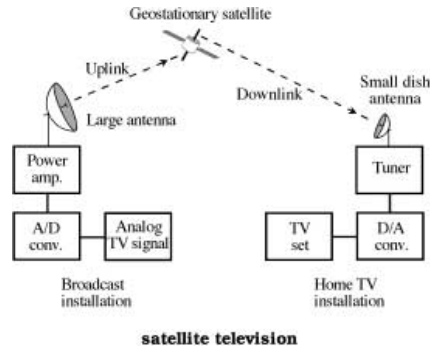 Geostationary satellite
Uplink
Downlink
Small dish
antenna
Large antenna
Power
amp.
Tuner
A/D
conv.
Analog
TV signal
TV
set
D/A
conv.
Broadcast
installation
Home TV
installation
satellite television